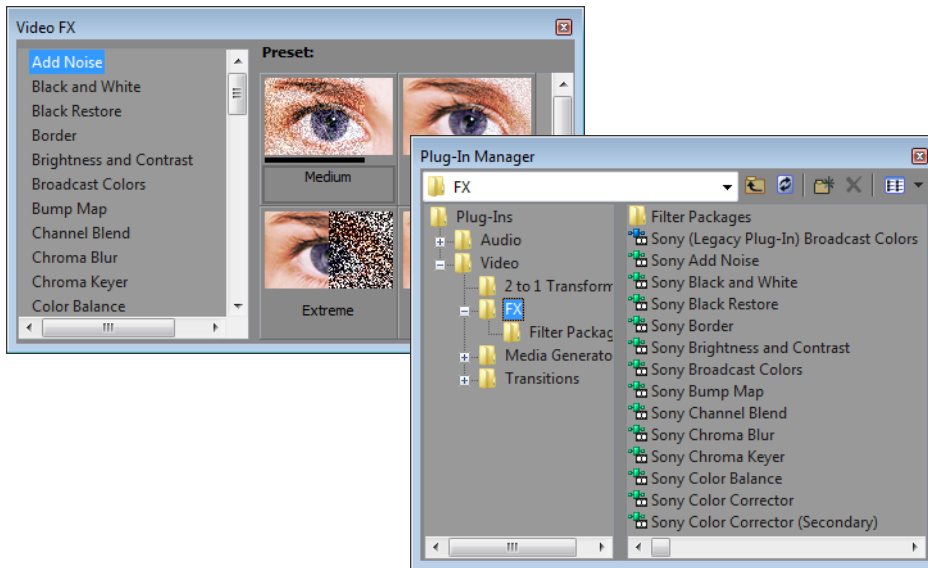 Video FX
Add Noise
Black and White
Black Restore
Border
Brightness and Contrast
Broadcast Colors
Bump Map
Channel Blend
Chroma Blur
Chroma Keyer
Color Balance
Preset:
Medium
Extreme
Plug-In Manager
FX
Plug-Ins
Audio
Video
2 to 1 Transform
FX
Filter Packag
Media Generato
Transitions
Filter Packages
Sony (Legacy Plug-In) Broadcast Colors
Sony Add Noise
Sony Black and White
Sony Black Restore
Sony Border
Sony Brightness and Contrast
Sony Broadcast Colors
Sony Bump Map
Sony Channel Blend
Sony Chroma Blur
Sony Chroma Keyer
Sony Color Balance
Sony Color Corrector
Sony Color Corrector (Secondary)